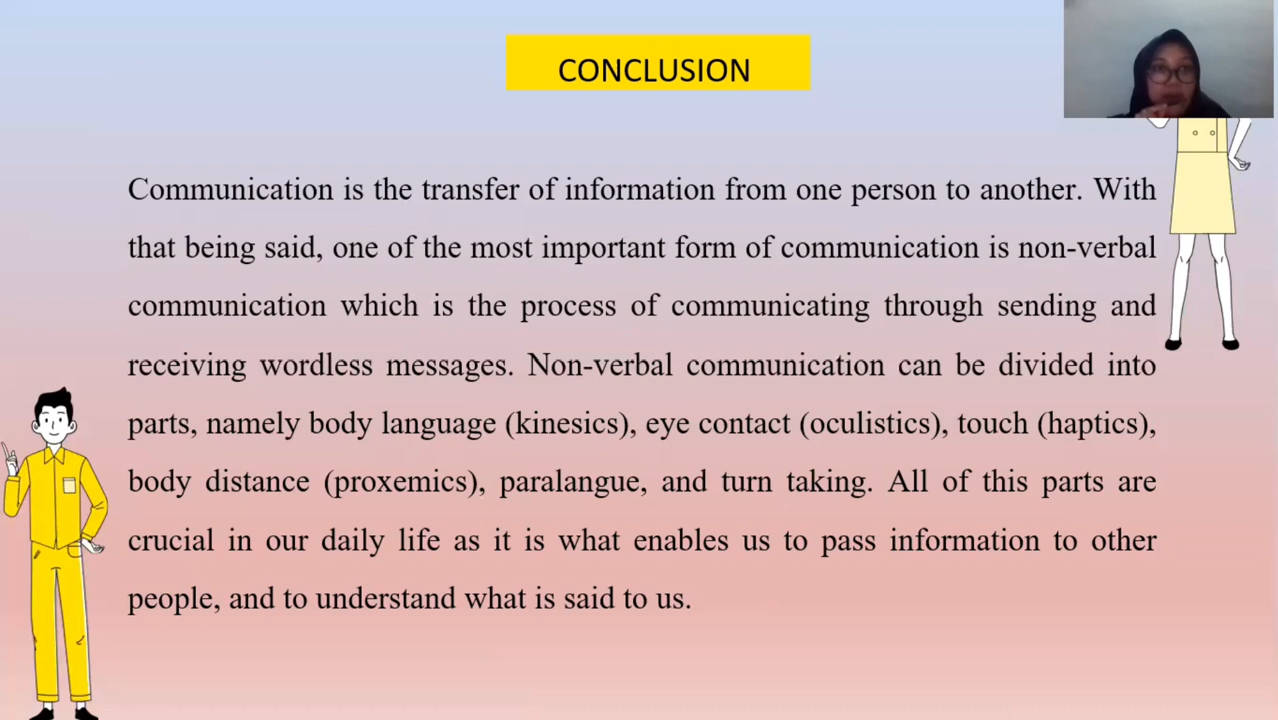 CONCLUSION
Communication is the transfer of information from one person to another. With
that being said, one of the most important form of communication is non-verbal
communication which is the process of communicating through sending and
receiving wordless messages. Non-verbal communication can be divided into
parts, namely body language (kinesics), eye contact (oculistics), touch (haptics),
body distance (proxemics), paralangue, and turn taking. All of this parts are
crucial in our daily life as it is what enables us to pass information to other
people, and to understand what is said to us.